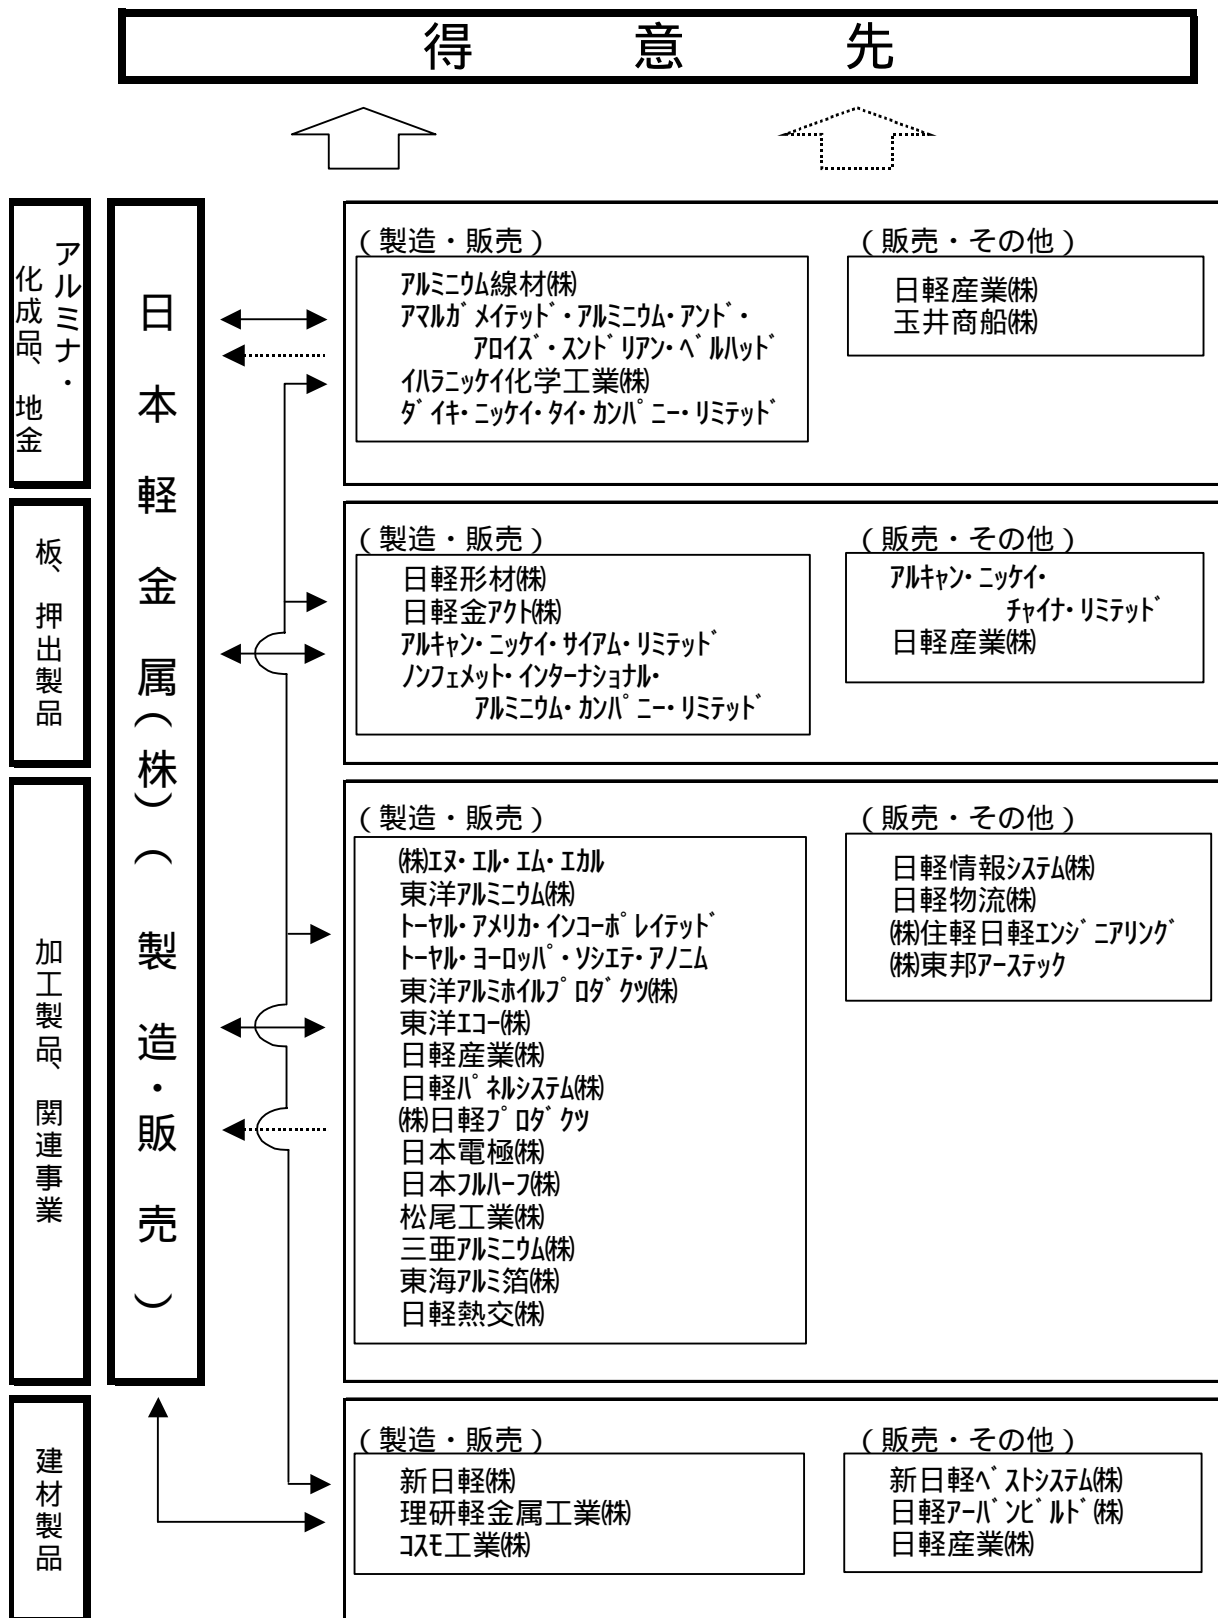 得意先
アルミナ・
化成品、地金
日本軽金属(株)(製造・販売)
(製造・販売)
アルミニウム線材㈱
アマルガメイテッド・アルミニウム・アンド・
アロイズ・スンドリアン・ベルハッド
イハラニッケイ化学工業㈱
ダイキ・ニッケイ・タイ・カンパニー・リミテッド
(販売・その他)
日軽産業㈱
玉井商船㈱
板、押出製品
(製造・販売)
日軽形材㈱
日軽金アクト㈱
アルキャン・ニッケイ・サイアム・リミテッド
ノンフェメット・インターナショナル・
アルミニウム・カンパニー・リミテッド
(販売・その他)
アルキャン・ニッケイ・
チャイナ・リミテッド
日軽産業㈱
加工製品、関連事業
(製造・販売)
㈱エヌ・エル・エム・エカル
東洋アルミニウム㈱
トーヤル・アメリカ・インコーポレイテッド
トーヤル・ヨーロッパ・ソシエテ・アノニム
東洋アルミホイルプロダクツ㈱
東洋エコー㈱
日軽産業㈱
日軽パネルシステム㈱
㈱日軽プロダクツ
日本電極㈱
日本フルハーフ㈱
松尾工業㈱
三亜アルミニウム㈱
東海アルミ箔㈱
日軽熱交㈱
(販売・その他)
日軽情報システム㈱
日軽物流㈱
㈱住軽日軽エンジニアリング
㈱東邦アーステック
建材製品
(製造・販売)
新日軽㈱
理研軽金属工業㈱
コスモ工業㈱
(販売・その他)
新日軽ベストシステム㈱
日軽アーバンビルド㈱
日軽産業㈱